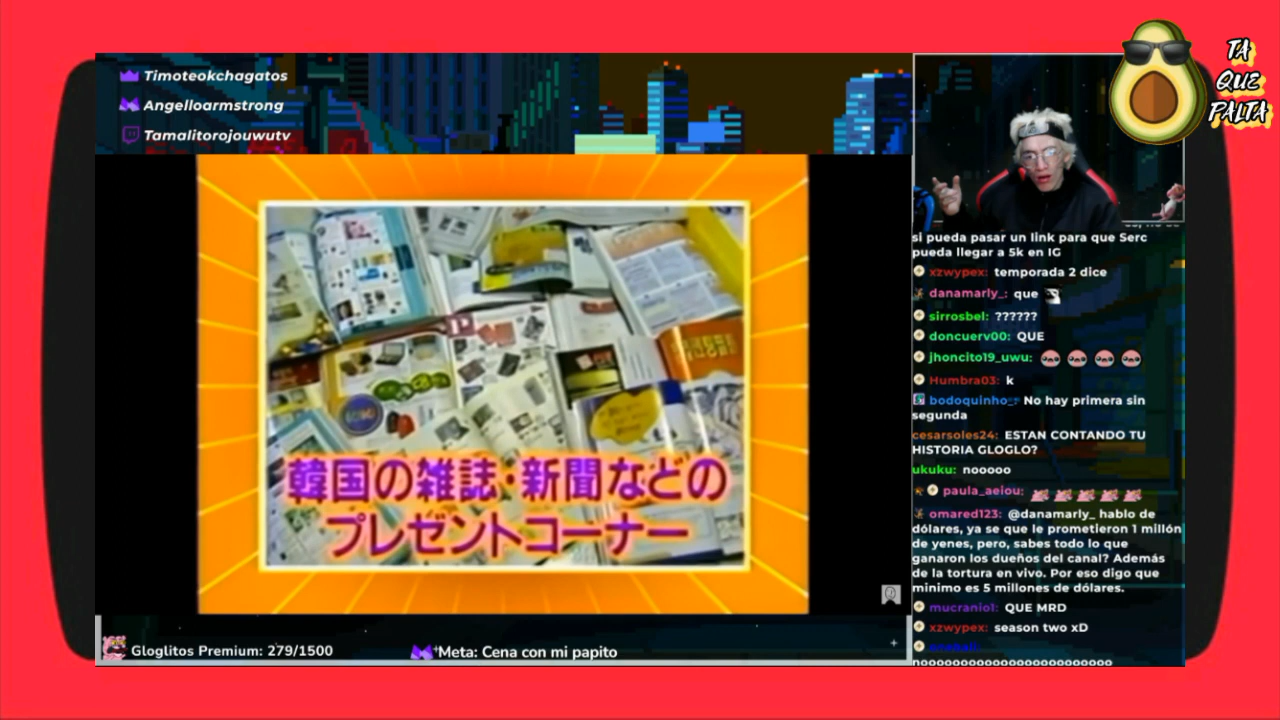 Timoteokchagatos
Angelloarmstrong
Tamalitorojouwutv
TA
QUE
PALTA
韓国の雑誌・新聞などの
プレゼントコーナー
si pueda pasar un link para que Serc
pueda llegar a 5k en IG
xzwypex: temporada 2 dice
danamarly_: que
sirrosbel: ??????
doncuerv00: QUE
jhoncito19_uwu:
Humbra03: k
bodoquinho_: No hay primera sin
segunda
cesarsoles24: ESTAN CONTANDO TU
HISTORIA GLOGLO?
ukuku: nooooo
paula_aeiou:
omared123: @danamarly_ hablo de
dólares, ya se que le prometieron 1 millón
de yenes, pero, sabes todo lo que
ganaron los dueños del canal? Además
de la tortura en vivo. Por eso digo que
minimo es 5 millones de dólares.
mucranio1: QUE MRD
xzwypex: season two xD
Gloglitos Premium: 279/1500
Meta: Cena con mi papito